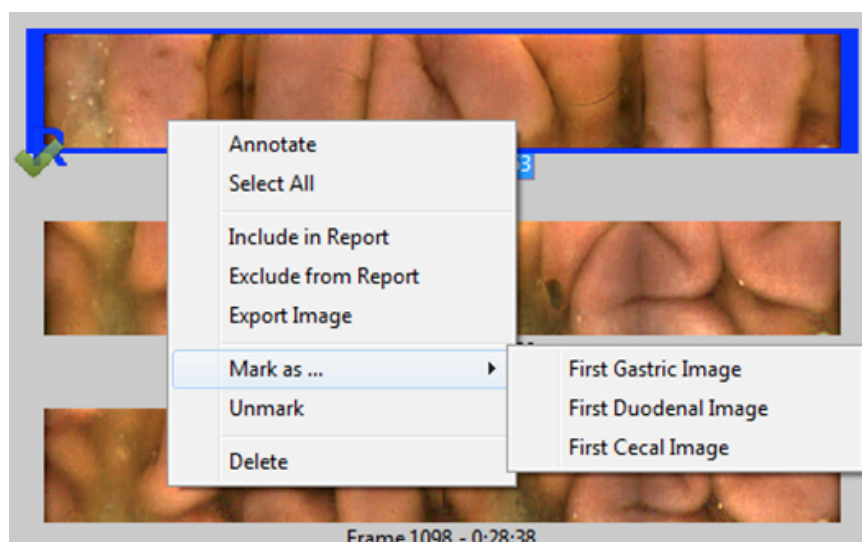 R
53
Annotate
Select All
Include in Report
Exclude from Report
Export Image
Mark as ...
Unmark
Delete
First Gastric Image
First Duodenal Image
First Cecal Image
Frame 1098 - 0:28:38